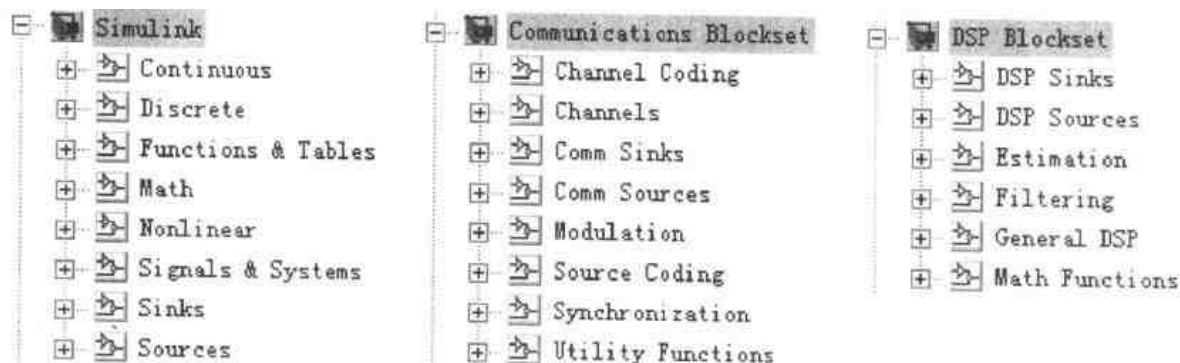 Simulink
Continuous
Discrete
Functions & Tables
Math
Nonlinear
Signals & Systems
Sinks
Sources
Communications Blockset
Channel Coding
Channels
Comm Sinks
Comm Sources
Modulation
Source Coding
Synchronization
Utility Functions
DSP Blockset
DSP Sinks
DSP Sources
Estimation
Filtering
General DSP
Math Functions